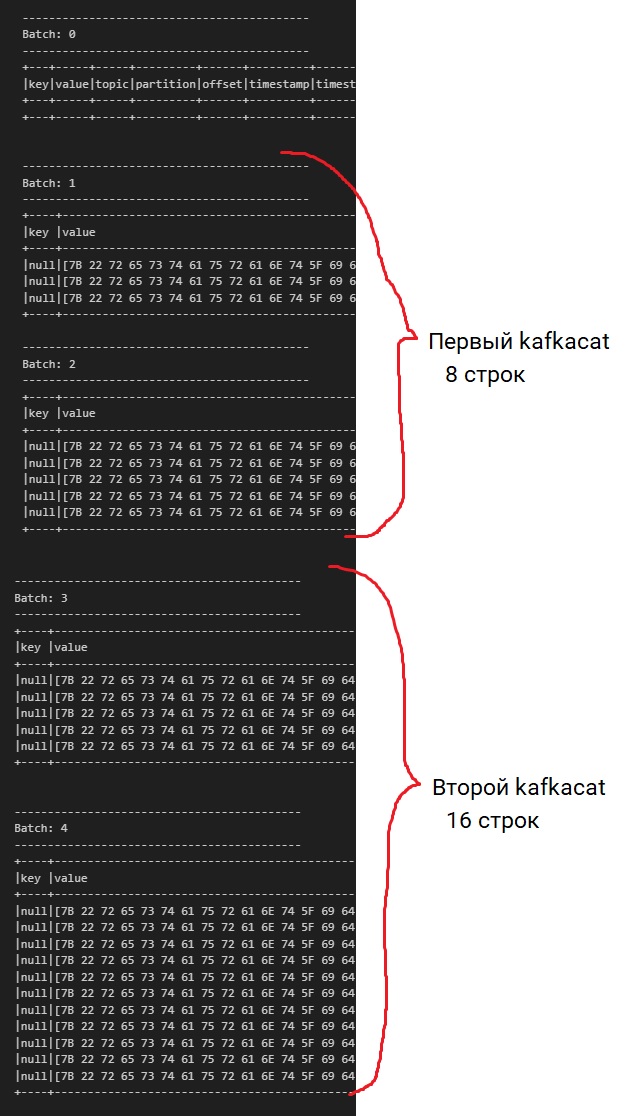 -------------------------------------------
Batch: 0
-------------------------------------------
+---+-----+-----+---------+------+---------+------
|key|value|topic|partition|offset|timestamp|timest
+---+-----+-----+---------+------+---------+------
+---+-----+-----+---------+------+---------+------
-------------------------------------------
Batch: 1
-------------------------------------------
+----+--------------------------------------------
|key |value
+----+--------------------------------------------
|null|[7B 22 72 65 73 74 61 75 72 61 6E 74 5F 69 6
|null|[7B 22 72 65 73 74 61 75 72 61 6E 74 5F 69 6
|null|[7B 22 72 65 73 74 61 75 72 61 6E 74 5F 69 6
+----+--------------------------------------------
Первый kafkacat
8 строк
-------------------------------------------
Batch: 2
-------------------------------------------
+----+--------------------------------------------
|key |value
+----+--------------------------------------------
|null|[7B 22 72 65 73 74 61 75 72 61 6E 74 5F 69 6
|null|[7B 22 72 65 73 74 61 75 72 61 6E 74 5F 69 6
|null|[7B 22 72 65 73 74 61 75 72 61 6E 74 5F 69 6
|null|[7B 22 72 65 73 74 61 75 72 61 6E 74 5F 69 6
|null|[7B 22 72 65 73 74 61 75 72 61 6E 74 5F 69 6
+----+--------------------------------------------
-------------------------------------------
Batch: 3
-------------------------------------------
+----+---------------------------------------------
|key |value
+----+---------------------------------------------
|null|[7B 22 72 65 73 74 61 75 72 61 6E 74 5F 69 64
|null|[7B 22 72 65 73 74 61 75 72 61 6E 74 5F 69 64
|null|[7B 22 72 65 73 74 61 75 72 61 6E 74 5F 69 64
|null|[7B 22 72 65 73 74 61 75 72 61 6E 74 5F 69 64
|null|[7B 22 72 65 73 74 61 75 72 61 6E 74 5F 69 64
+----+---------------------------------------------
Второй kafkacat
16 строк
-------------------------------------------
Batch: 4
-------------------------------------------
+----+---------------------------------------------
|key |value
+----+---------------------------------------------
|null|[7B 22 72 65 73 74 61 75 72 61 6E 74 5F 69 64
|null|[7B 22 72 65 73 74 61 75 72 61 6E 74 5F 69 64
|null|[7B 22 72 65 73 74 61 75 72 61 6E 74 5F 69 64
|null|[7B 22 72 65 73 74 61 75 72 61 6E 74 5F 69 64
|null|[7B 22 72 65 73 74 61 75 72 61 6E 74 5F 69 64
|null|[7B 22 72 65 73 74 61 75 72 61 6E 74 5F 69 64
|null|[7B 22 72 65 73 74 61 75 72 61 6E 74 5F 69 64
|null|[7B 22 72 65 73 74 61 75 72 61 6E 74 5F 69 64
|null|[7B 22 72 65 73 74 61 75 72 61 6E 74 5F 69 64
|null|[7B 22 72 65 73 74 61 75 72 61 6E 74 5F 69 64
|null|[7B 22 72 65 73 74 61 75 72 61 6E 74 5F 69 64
+----+---------------------------------------------